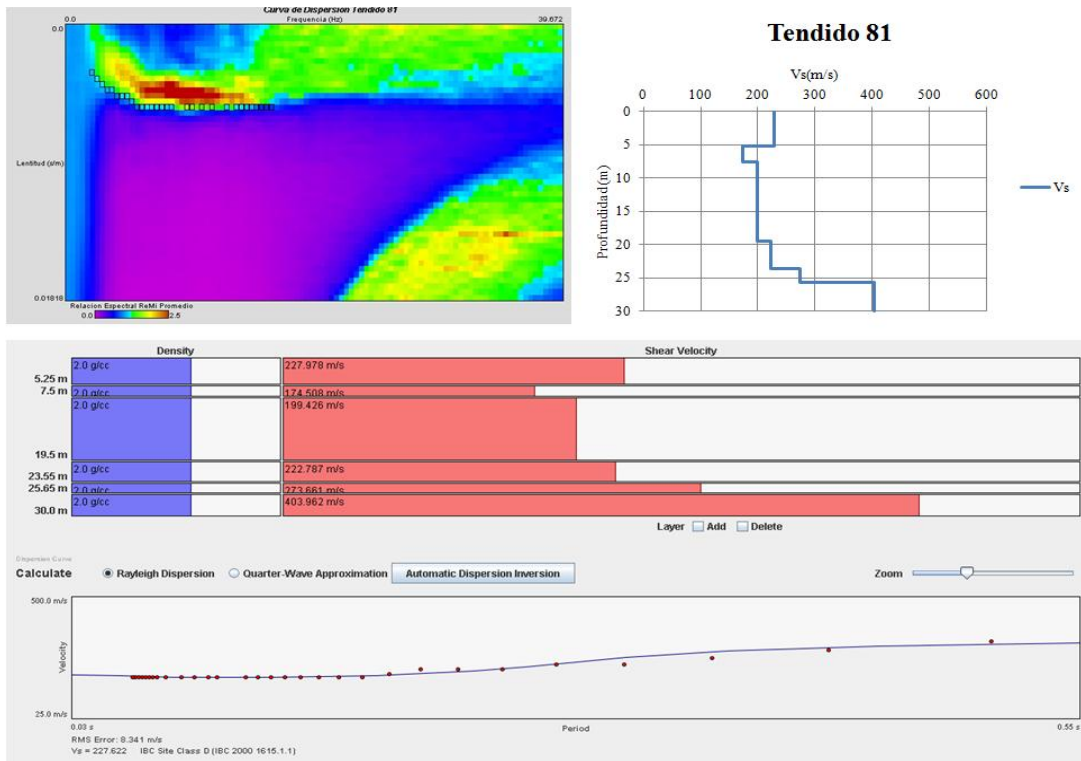 Curva de Dispersión Tendido 81
0.0 Frequencia (Hz) 39.672
0.0
Lentitud (s/m)
0.01818
Relacion Espectral ReMi Promedio
0.0 2.5
Tendido 81
Vs(m/s)
0 100 200 300 400 500 600
0
5
10
15
20
25
30
Profundidad(m)
Vs
Density Shear Velocity
2.0 g/cc 227.978 m/s
5.25 m
2.0 g/cc 174.508 m/s
7.5 m
2.0 g/cc 199.426 m/s
19.5 m
2.0 g/cc 222.787 m/s
23.55 m
2.0 g/cc 273.661 m/s
25.65 m
2.0 g/cc 403.962 m/s
30.0 m
Layer Add Delete
Dispersion Curve
Calculate Rayleigh Dispersion Quarter-Wave Approximation Automatic Dispersion Inversion Zoom
500.0 m/s
Velocity
25.0 m/s
0.03 s Period 0.55 s
RMS Error: 8.341 m/s
Vs = 227.622 IBC Site Class D (IBC 2000 1615.1.1)